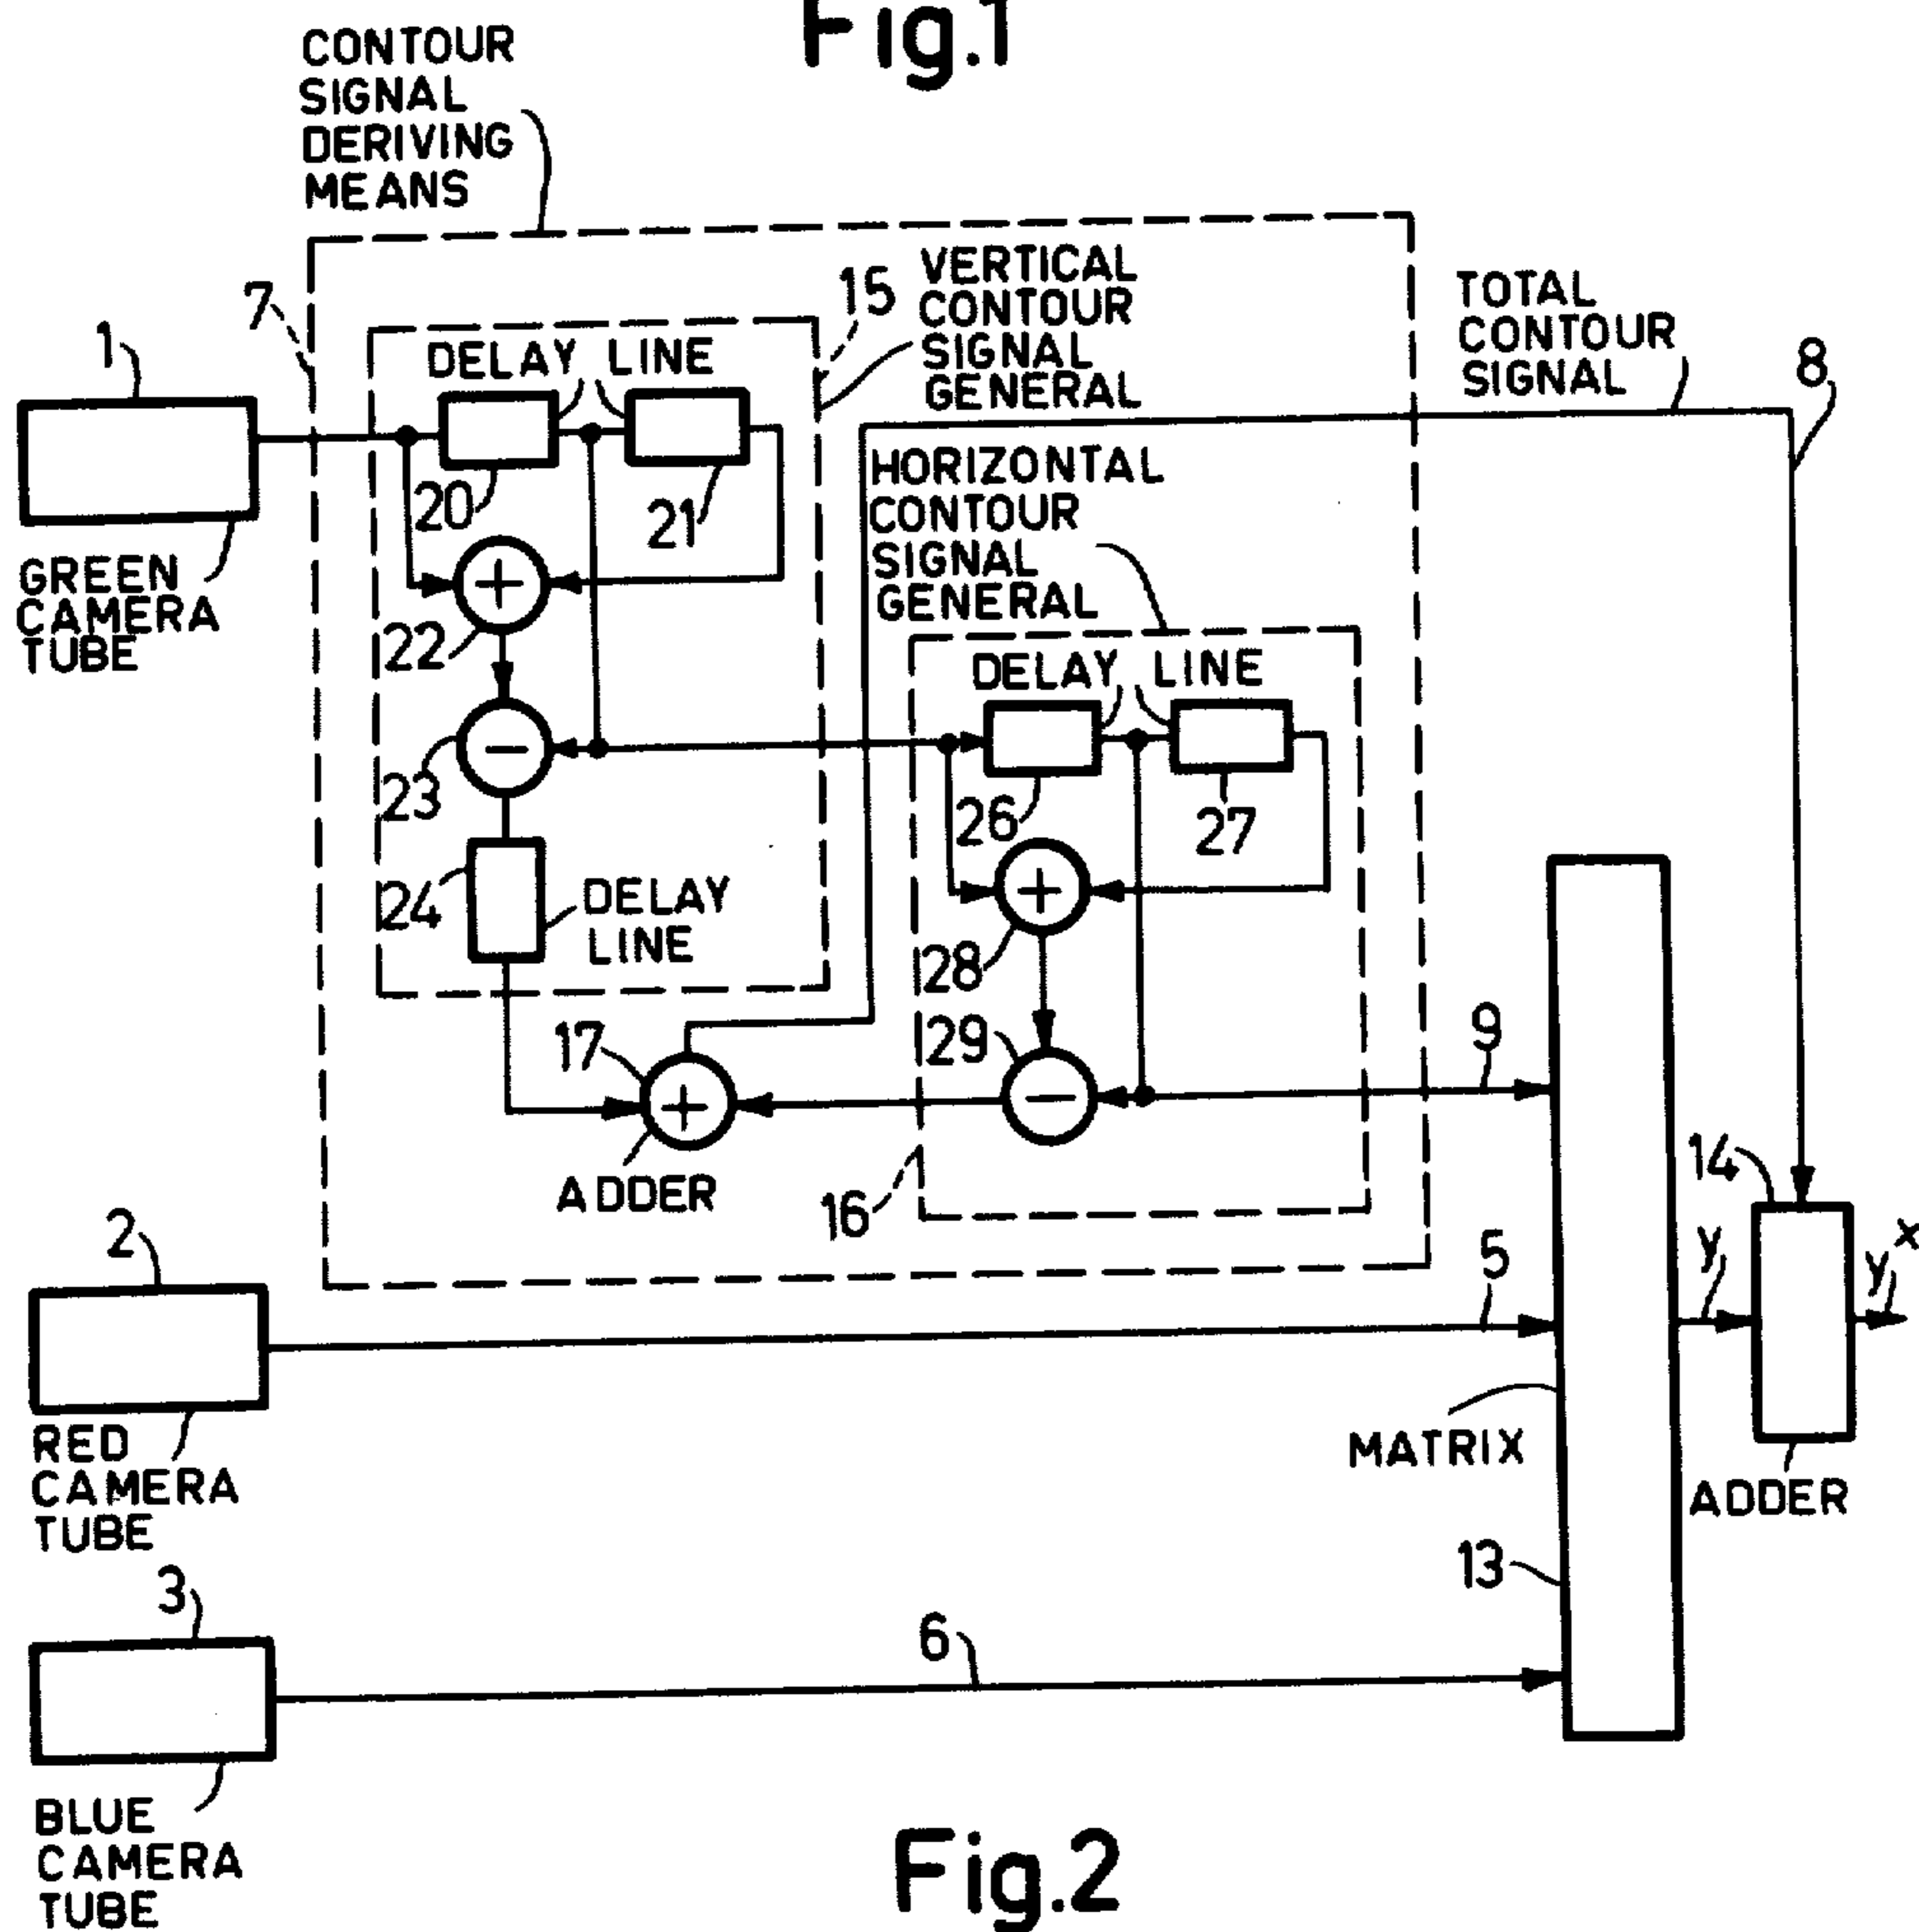 Fig.1
CONTOUR
SIGNAL
DERIVING
MEANS
7
15
VERTICAL
CONTOUR
SIGNAL
GENERAL
TOTAL
CONTOUR
SIGNAL
8
1
DELAY LINE
20
21
GREEN
CAMERA
TUBE
HORIZONTAL
CONTOUR
SIGNAL
GENERAL
+
22
DELAY LINE
−
23
26
27
24
DELAY
LINE
+
28
17
29
9
+
−
ADDER
16
14
2
5
y
y x
RED
CAMERA
TUBE
MATRIX
ADDER
13
3
6
BLUE
CAMERA
TUBE
Fig.2